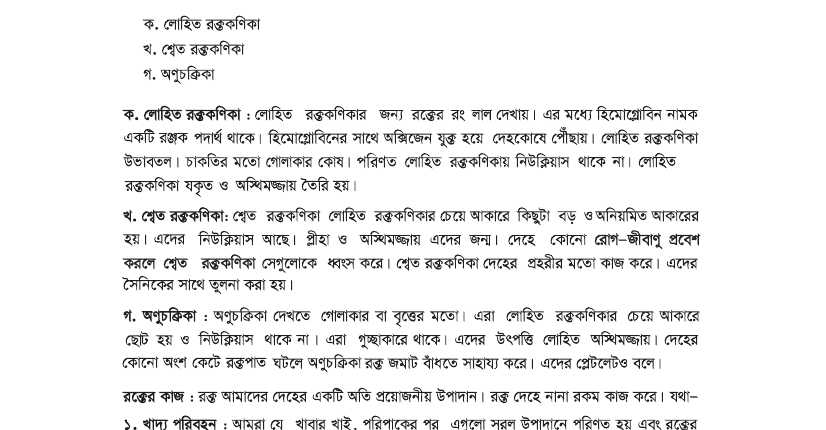 ক. লোহিত রক্তকণিকা
খ. শ্বেত রক্তকণিকা
গ. অণুচক্রিকা
ক. লোহিত রক্তকণিকা : লোহিত রক্তকণিকার জন্য রক্তের রং লাল দেখায়। এর মধ্যে হিমোগ্লোবিন নামক
একটি রঞ্জক পদার্থ থাকে। হিমোগ্লোবিনের সাথে অক্সিজেন যুক্ত হয়ে দেহকোষে পৌঁছায়। লোহিত রক্তকণিকা
উভাবতল। চাকতির মতো গোলাকার কোষ। পরিণত লোহিত রক্তকণিকায় নিউক্লিয়াস থাকে না। লোহিত
রক্তকণিকা যকৃত ও অস্থিমজ্জায় তৈরি হয়।
খ. শ্বেত রক্তকণিকা: শ্বেত রক্তকণিকা লোহিত রক্তকণিকার চেয়ে আকারে কিছুটা বড় ও অনিয়মিত আকারের
হয়। এদের নিউক্লিয়াস আছে। প্লীহা ও অস্থিমজ্জায় এদের জন্ম। দেহে কোনো রোগ–জীবাণু প্রবেশ
করলে শ্বেত রক্তকণিকা সেগুলোকে ধ্বংস করে। শ্বেত রক্তকণিকা দেহের প্রহরীর মতো কাজ করে। এদের
সৈনিকের সাথে তুলনা করা হয়।
গ. অণুচক্রিকা : অণুচক্রিকা দেখতে গোলাকার বা বৃত্তের মতো। এরা লোহিত রক্তকণিকার চেয়ে আকারে
ছোট হয় ও নিউক্লিয়াস থাকে না। এরা গুচ্ছাকারে থাকে। এদের উৎপত্তি লোহিত অস্থিমজ্জায়। দেহের
কোনো অংশ কেটে রক্তপাত ঘটলে অণুচক্রিকা রক্ত জমাট বাঁধতে সাহায্য করে। এদের প্লেটলেটও বলে।
রক্তের কাজ : রক্ত আমাদের দেহের একটি অতি প্রয়োজনীয় উপাদান। রক্ত দেহে নানা রকম কাজ করে। যথা–
১. খাদ্য পরিবহন : আমরা যে খাবার খাই, পরিপাকের পর এগুলো সরল উপাদানে পরিণত হয় এবং রক্তের